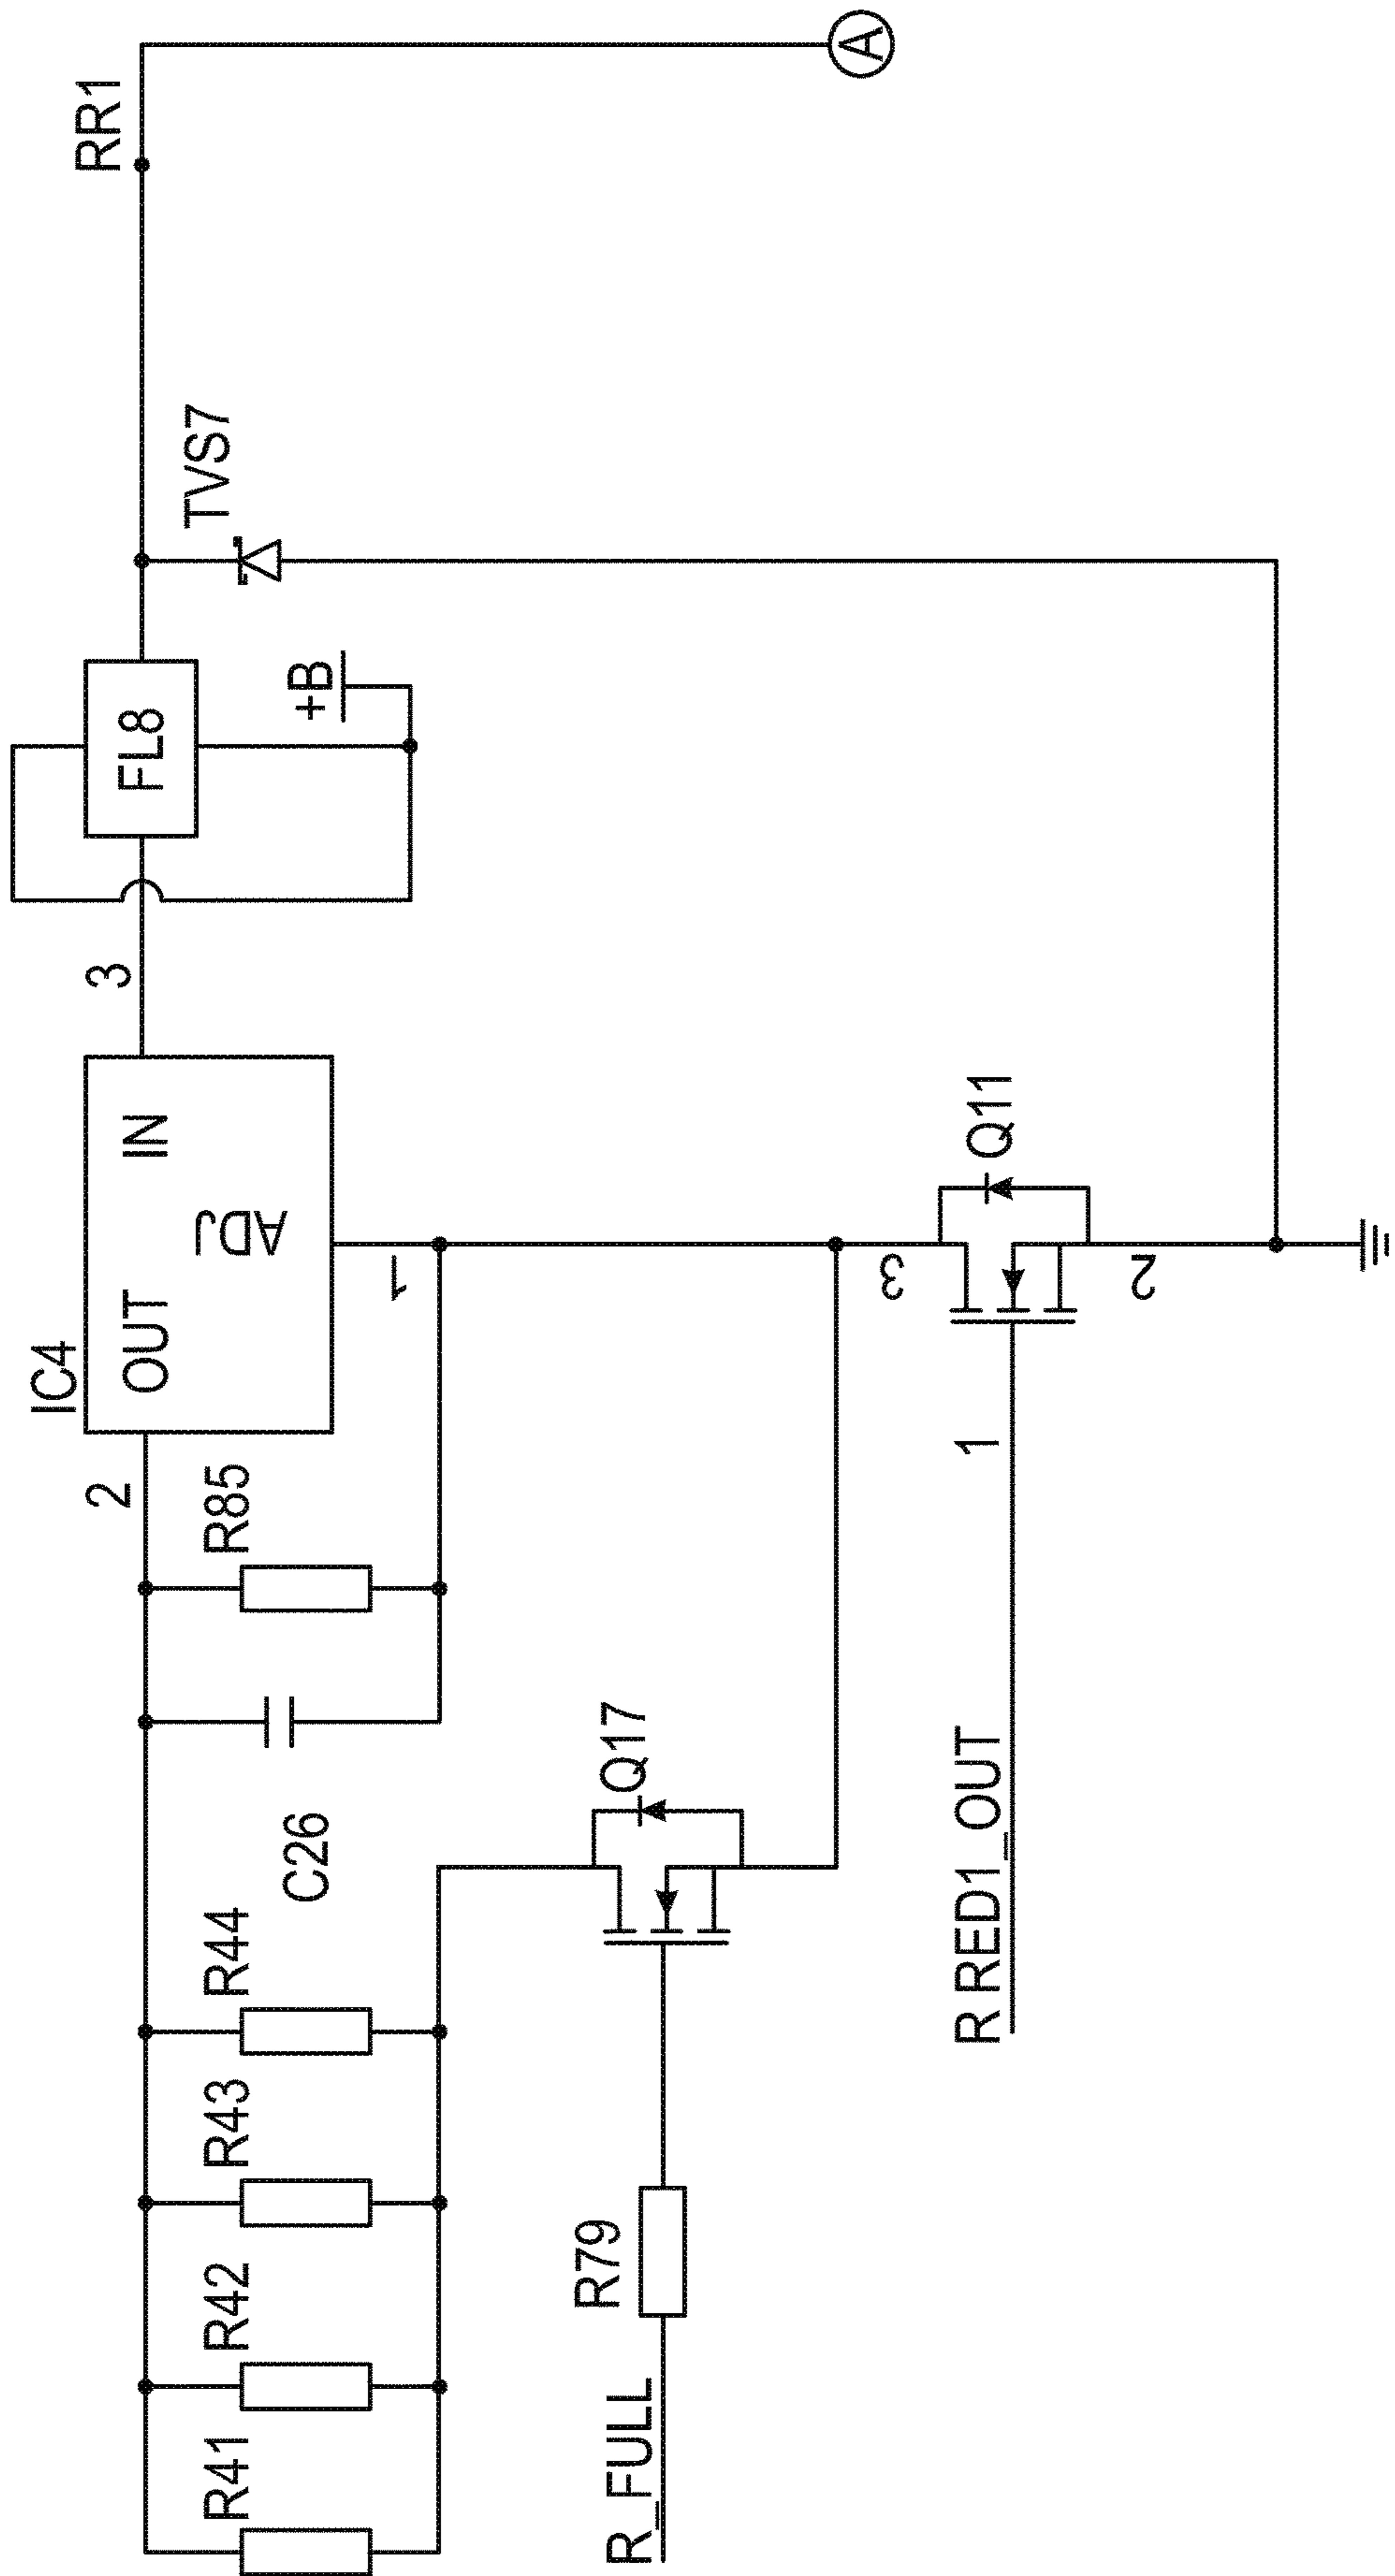 RR1
A
TVS7
FL8
+B
3
IC4
OUT
IN
ADJ
2
1
R85
C26
R44
R43
R42
R41
Q17
R79
R_FULL
Q11
3
2
1
R RED1_OUT